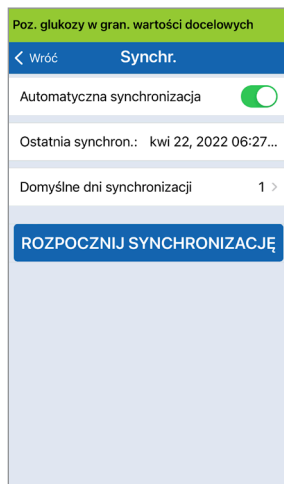 Poz. glukozy w gran. wartości docelowych
Wróć Synchr.
Automatyczna synchronizacja
Ostatnia synchron.: kwi 22, 2022 06:27...
Domyślne dni synchronizacji 1
ROZPOCZNIJ SYNCHRONIZACJĘ